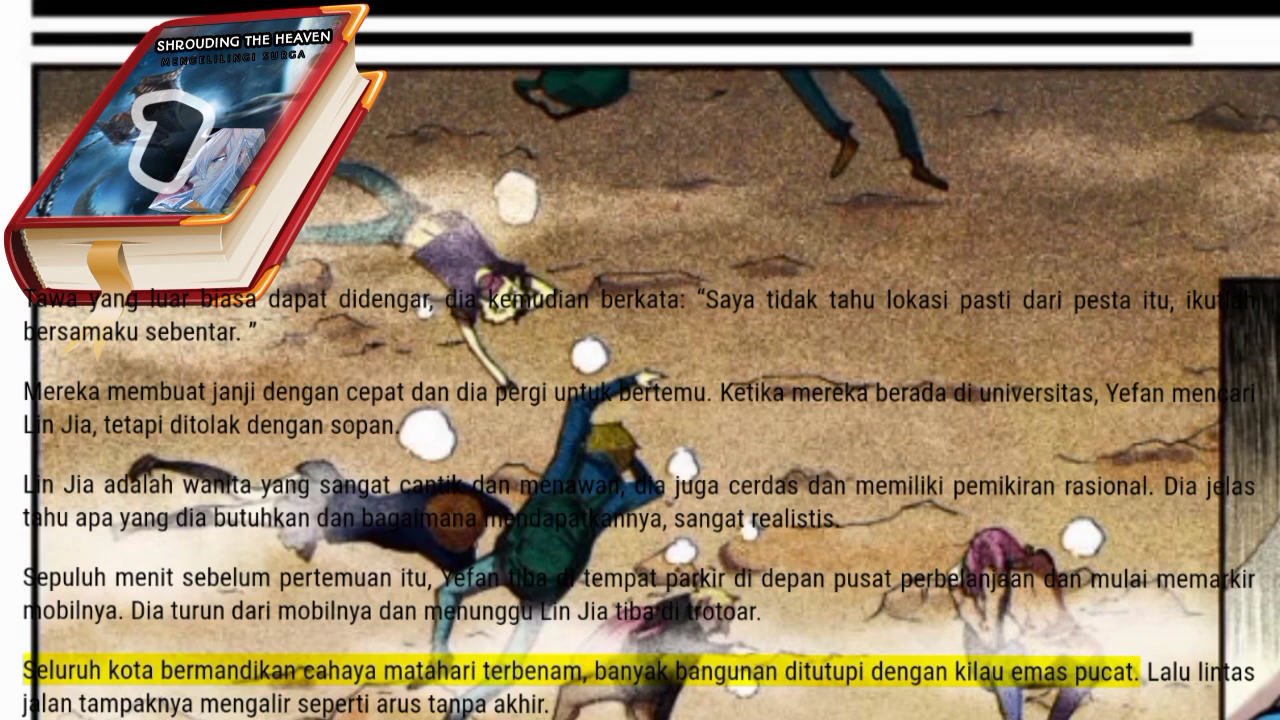 SHROUDING THE HEAVEN
MENGELILINGI SURGA
1
Tawa yang luar biasa dapat didengar, dia kemudian berkata: “Saya tidak tahu lokasi pasti dari pesta itu, ikutlah
bersamaku sebentar. ”
Mereka membuat janji dengan cepat dan dia pergi untuk bertemu. Ketika mereka berada di universitas, Yefan mencari
Lin Jia, tetapi ditolak dengan sopan.
Lin Jia adalah wanita yang sangat cantik dan menawan, dia juga cerdas dan memiliki pemikiran rasional. Dia jelas
tahu apa yang dia butuhkan dan bagaimana mendapatkannya, sangat realistis.
Sepuluh menit sebelum pertemuan itu, Yefan tiba di tempat parkir di depan pusat perbelanjaan dan mulai memarkir
mobilnya. Dia turun dari mobilnya dan menunggu Lin Jia tiba di trotoar.
Seluruh kota bermandikan cahaya matahari terbenam, banyak bangunan ditutupi dengan kilau emas pucat. Lalu lintas
jalan tampaknya mengalir seperti arus tanpa akhir.